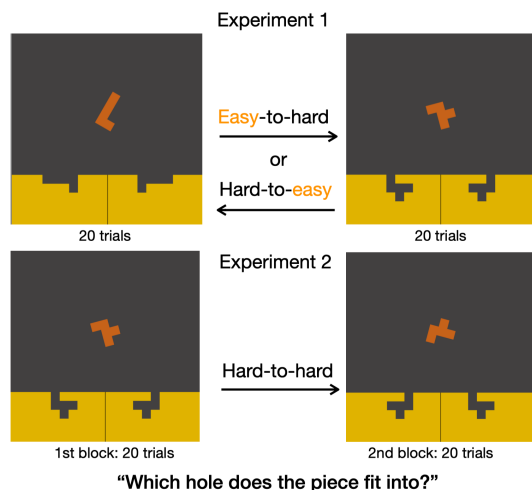 Experiment 1
Easy-to-hard
or
Hard-to-easy
20 trials
20 trials
Experiment 2
Hard-to-hard
1st block: 20 trials
2nd block: 20 trials
“Which hole does the piece fit into?”